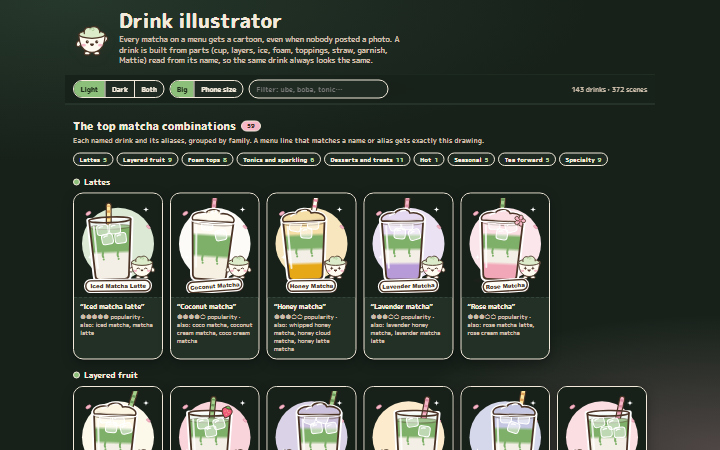 Drink illustrator
Every matcha on a menu gets a cartoon, even when nobody posted a photo. A
drink is built from parts (cup, layers, ice, foam, toppings, straw, garnish,
Mattie) read from its name, so the same drink always looks the same.
Light Dark Both Big Phone size Filter: ube, boba, tonic… 143 drinks · 372 scenes
The top matcha combinations 59
Each named drink and its aliases, grouped by family. A menu line that matches a name or alias gets exactly this drawing.
Lattes 5 Layered fruit 9 Foam tops 8 Tonics and sparkling 6 Desserts and treats 11 Hot 1 Seasonal 5 Tea forward 5 Specialty 9
Lattes
Iced Matcha Latte
Coconut Matcha
Honey Matcha
Lavender Matcha
Rose Matcha
"Iced matcha latte"
popularity ·
also: iced matcha, matcha
latte
"Coconut matcha"
popularity ·
also: coco matcha, coconut
cream matcha, coco cream
matcha
"Honey matcha"
popularity ·
also: whipped honey
matcha, honey cloud
matcha, honey latte
matcha
"Lavender matcha"
popularity ·
also: lavender honey
matcha, lavender matcha
latte
"Rose matcha"
popularity ·
also: rose matcha latte,
rose cream matcha
Layered fruit